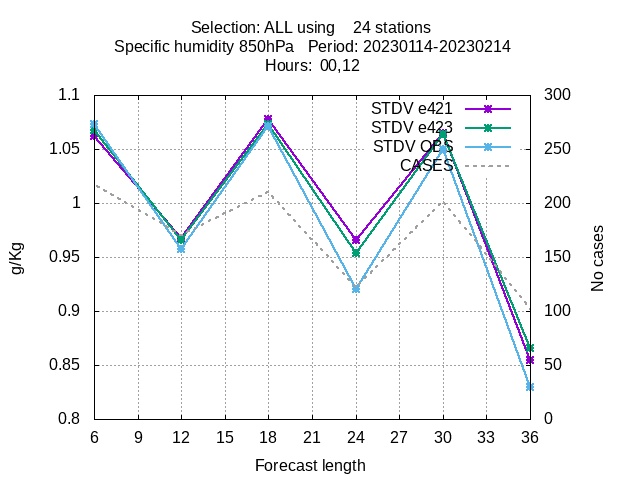 Selection: ALL using    24 stations
Specific humidity 850hPa   Period: 20230114-20230214
Hours:  00,12
1.1
1.05
1
0.95
0.9
0.85
0.8
g/Kg
STDV e421
STDV e423
STDV OBS
CASES
300
250
200
150
100
50
0
No cases
6 9 12 15 18 21 24 27 30 33 36
Forecast length